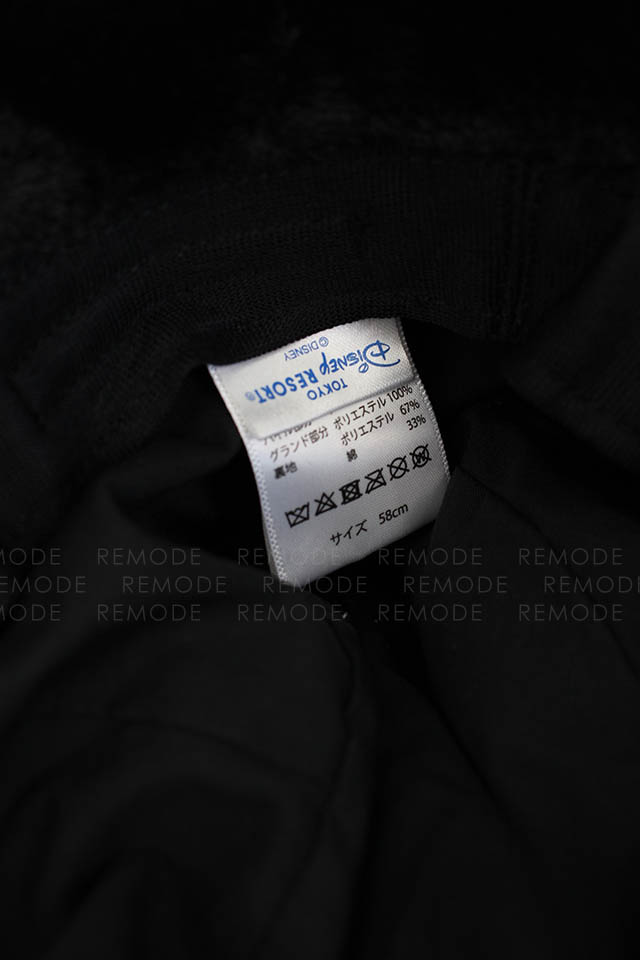 ©DISNEY
TOKYO
DISNEY RESORT®
ポリエステル 100%
グランド部分 ポリエステル 67%
裏地 綿 33%
サイズ 58cm
REMODE REMODE REMODE REMODE REMODE
REMODE REMODE REMODE REMODE REMODE
REMODE REMODE REMODE REMODE REMODE